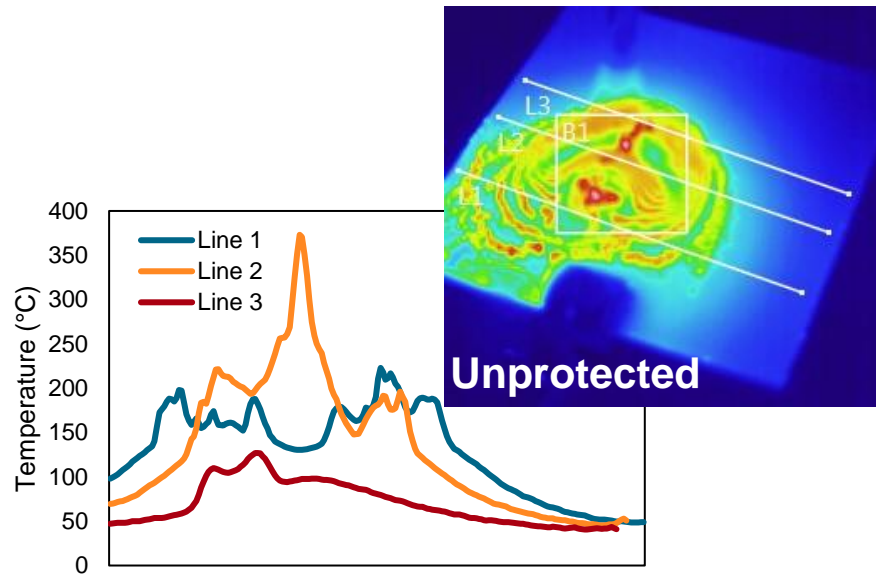 L3
B1
L2
L1
Unprotected
400
350
300
250
200
150
100
50
0
Temperature (°C)
Line 1
Line 2
Line 3